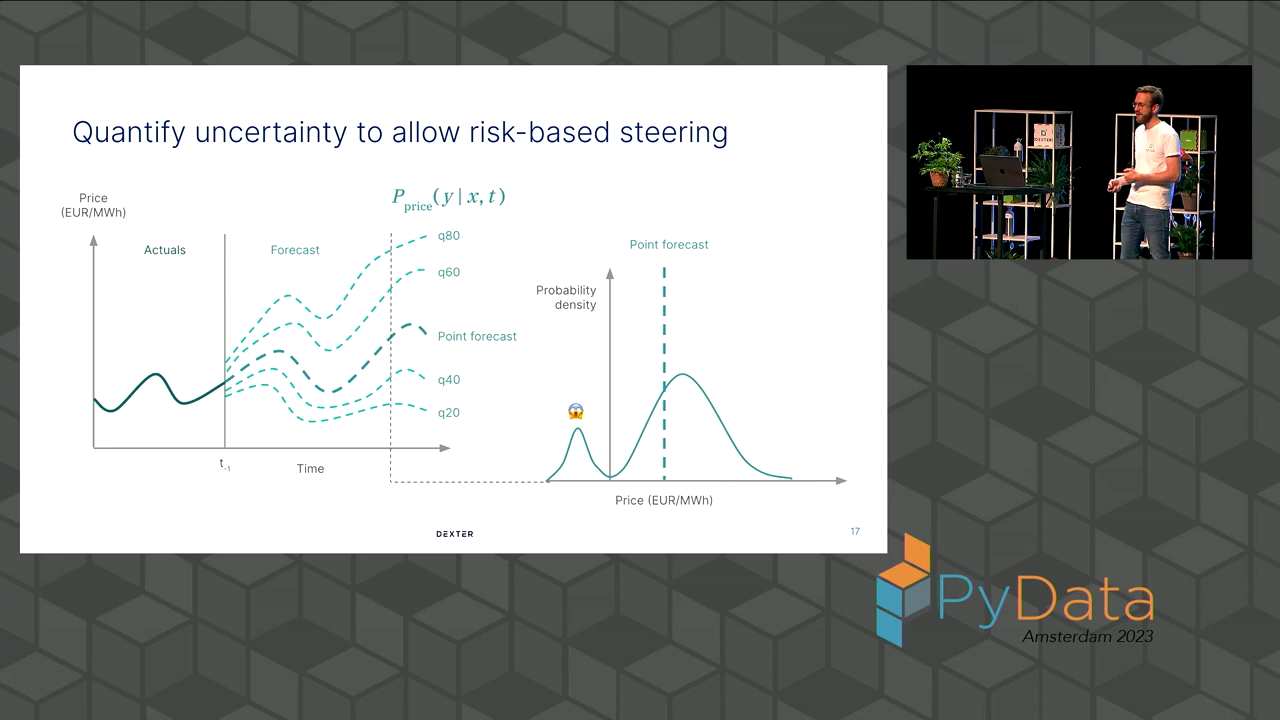 Quantify uncertainty to allow risk-based steering
P price (y | x, t)
Price
(EUR/MWh)
Actuals
Forecast
q80
q60
Point forecast
q40
q20
t-1
Time
Point forecast
Probability
density
Price (EUR/MWh)
DEXTER
17
PyData
Amsterdam 2023